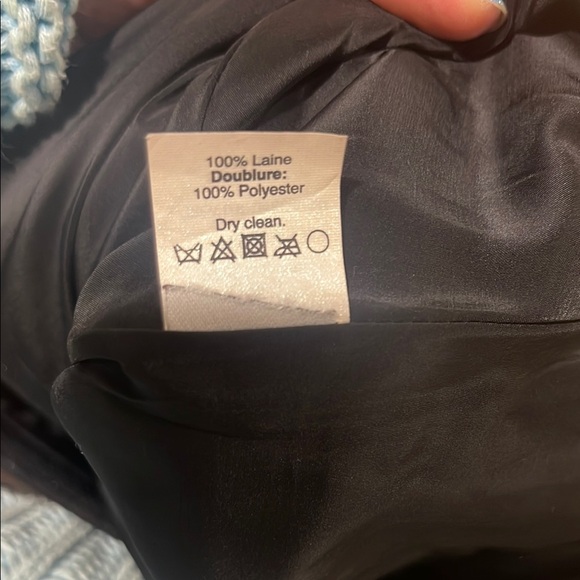 100% Laine
Doublure:
100% Polyester
Dry clean.